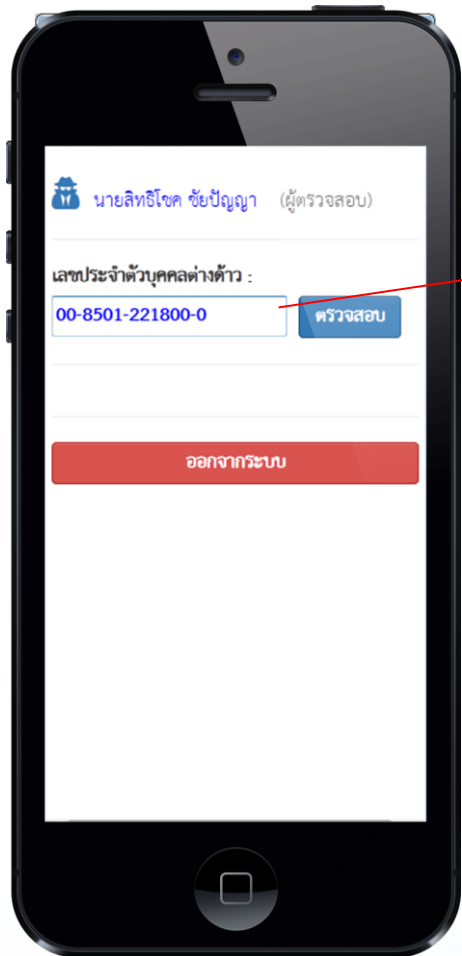 นายสิทธิโชค ชัยปัญญา (ผู้ตรวจสอบ)
เลขประจำตัวบุคคลต่างด้าว :
00-8501-221800-0 ตรวจสอบ
ออกจากระบบ